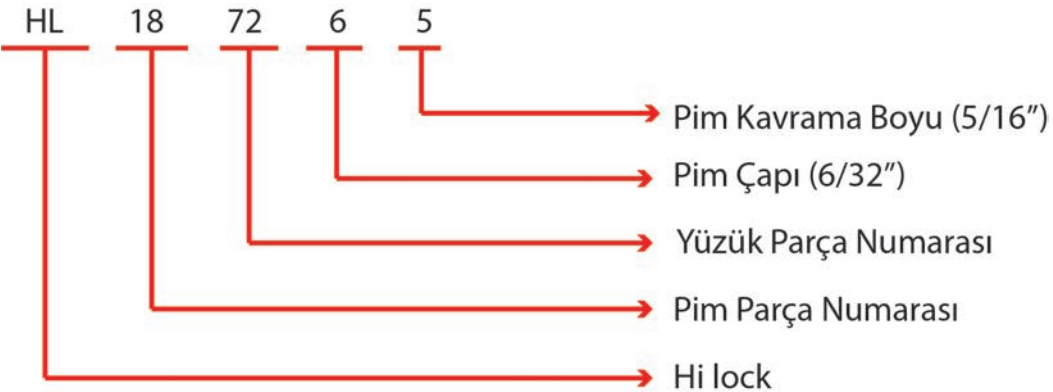 HL 18 72 6 5
Pim Kavrama Boyu (5/16”)
Pim Çapı (6/32”)
Yüzük Parça Numarası
Pim Parça Numarası
Hi lock